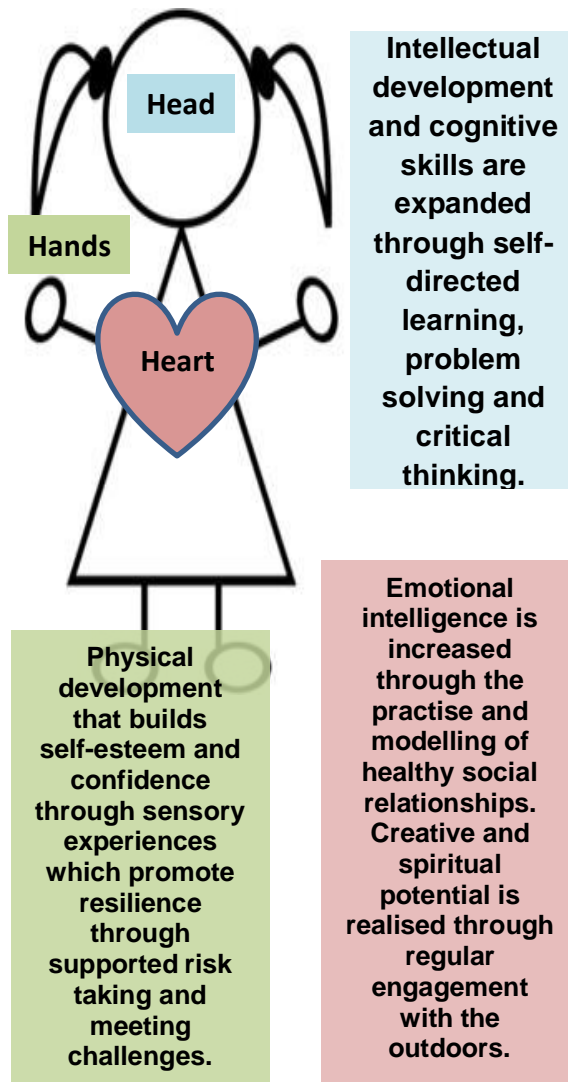 Head
Hands
Heart
Intellectual
development
and cognitive
skills are
expanded
through self-
directed
learning,
problem
solving and
critical
thinking.
Physical
development
that builds
self-esteem and
confidence
through sensory
experiences
which promote
resilience
through
supported risk
taking and
meeting
challenges.
Emotional
intelligence is
increased
through the
practise and
modelling of
healthy social
relationships.
Creative and
spiritual
potential is
realised through
regular
engagement
with the
outdoors.